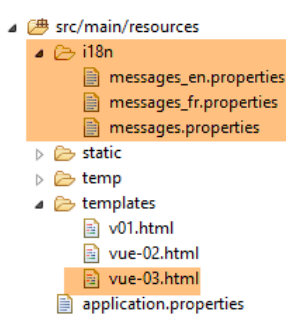 src/main/resources
i18n
messages_en.properties
messages_fr.properties
messages.properties
static
temp
templates
v01.html
vue-02.html
vue-03.html
application.properties